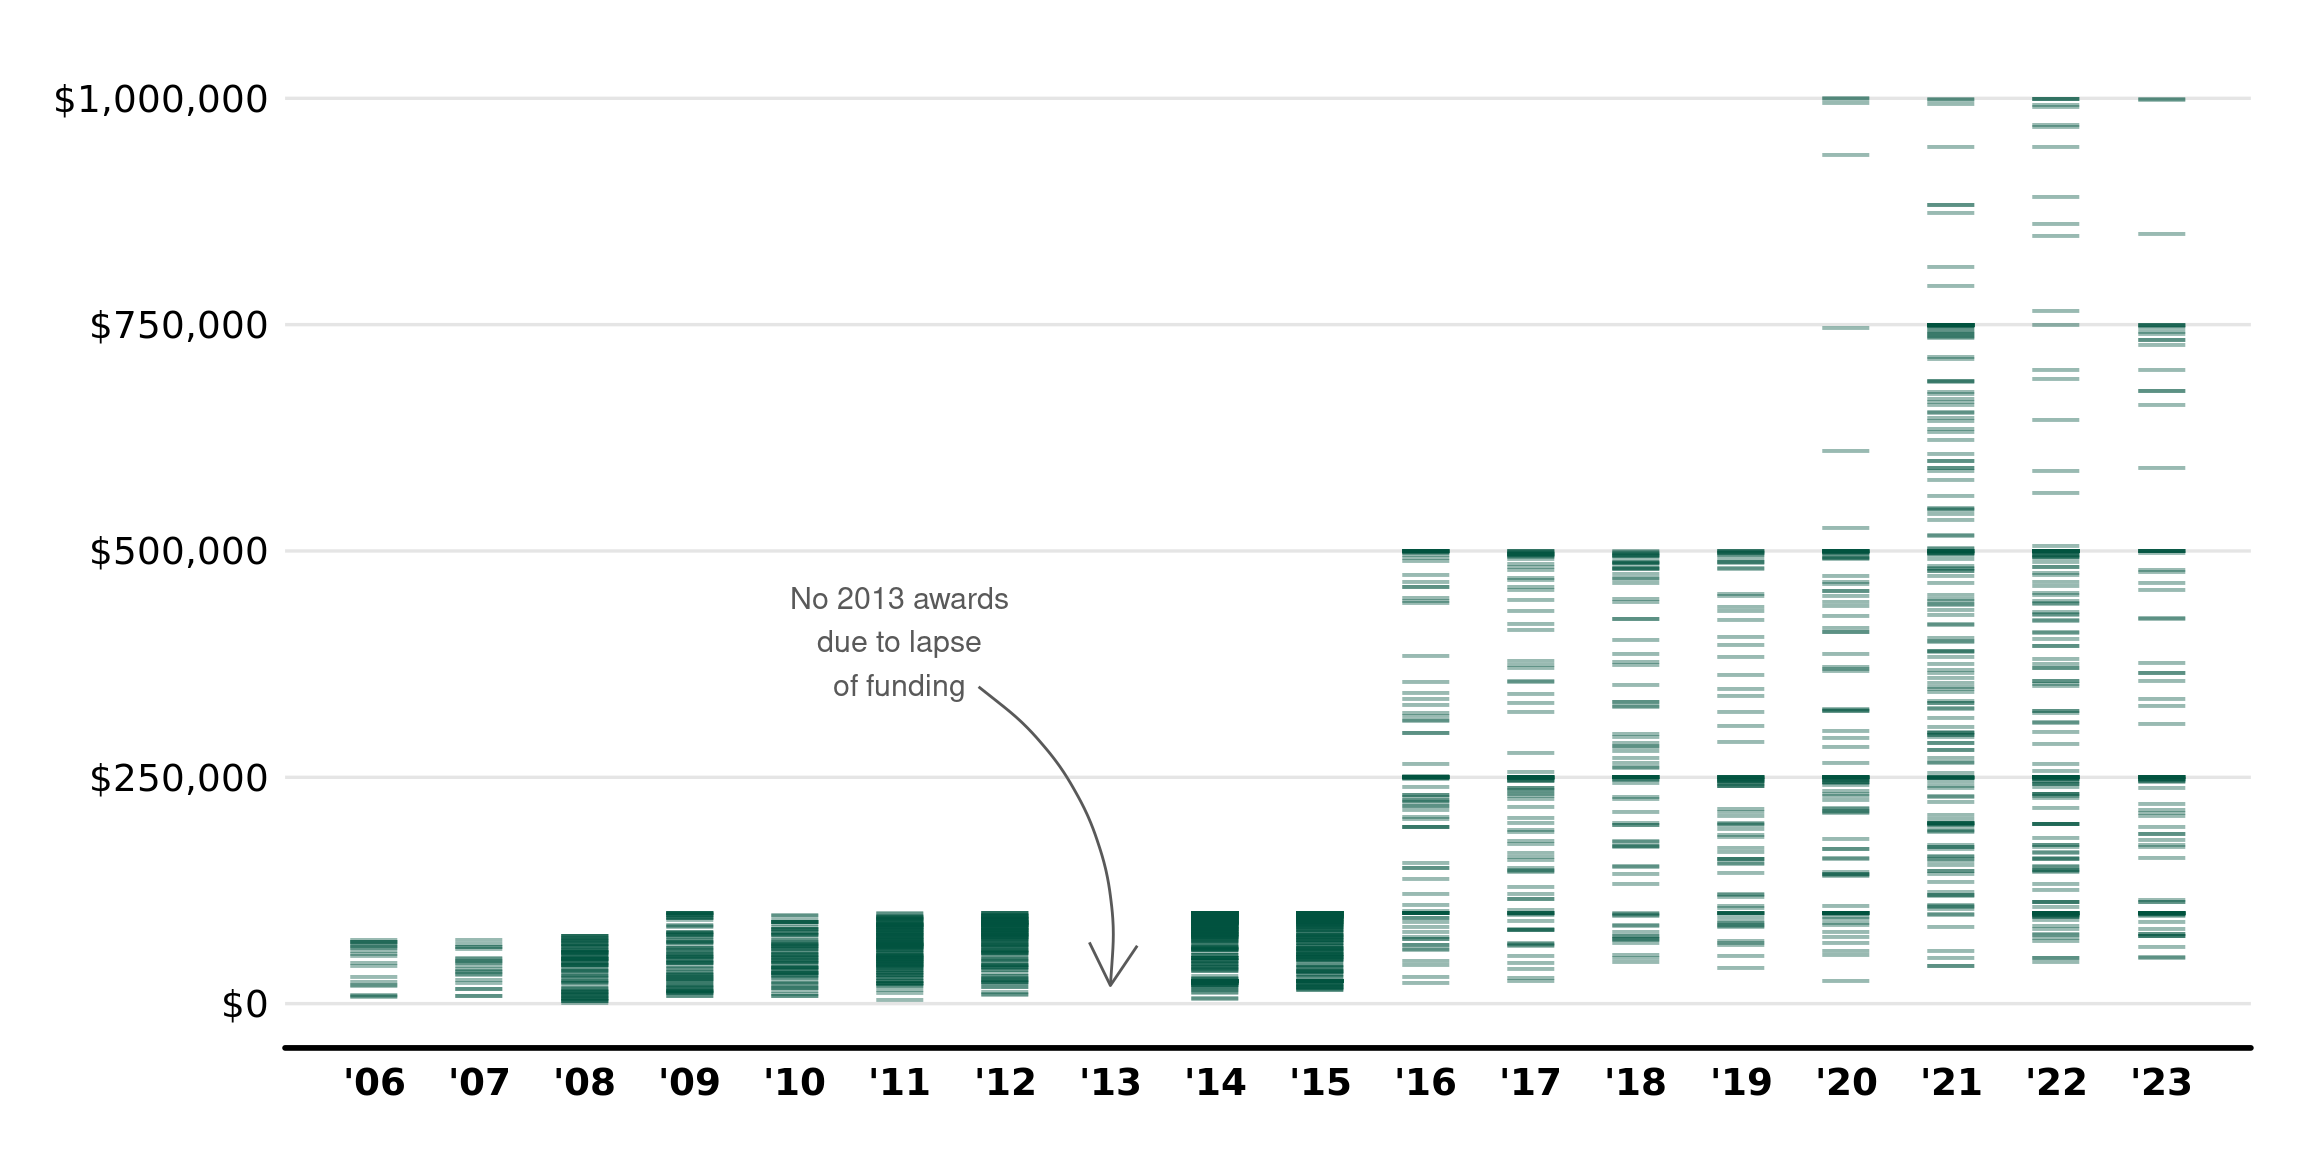 $1,000,000
$750,000
$500,000
No 2013 awards
due to lapse
of funding
$250,000
$0
'06 '07 '08 '09 '10 '11 '12 '13 '14 '15 '16 '17 '18 '19 '20 '21 '22 '23